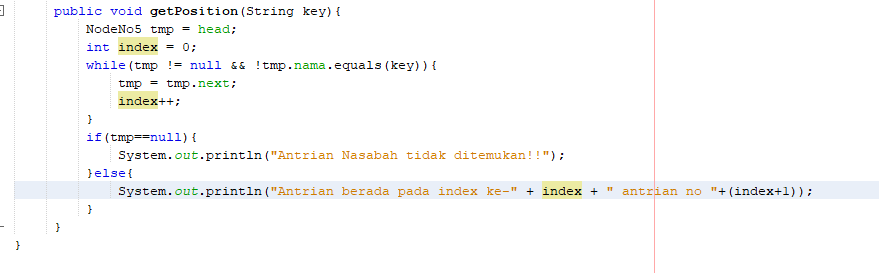 public void getPosition(String key){
NodeNo5 tmp = head;
int index = 0;
while(tmp != null && !tmp.nama.equals(key)){
tmp = tmp.next;
index++;
}
if(tmp==null){
System.out.println("Antrian Nasabah tidak ditemukan!!");
}else{
System.out.println("Antrian berada pada index ke-" + index + " antrian no "+(index+1));
}
}
}